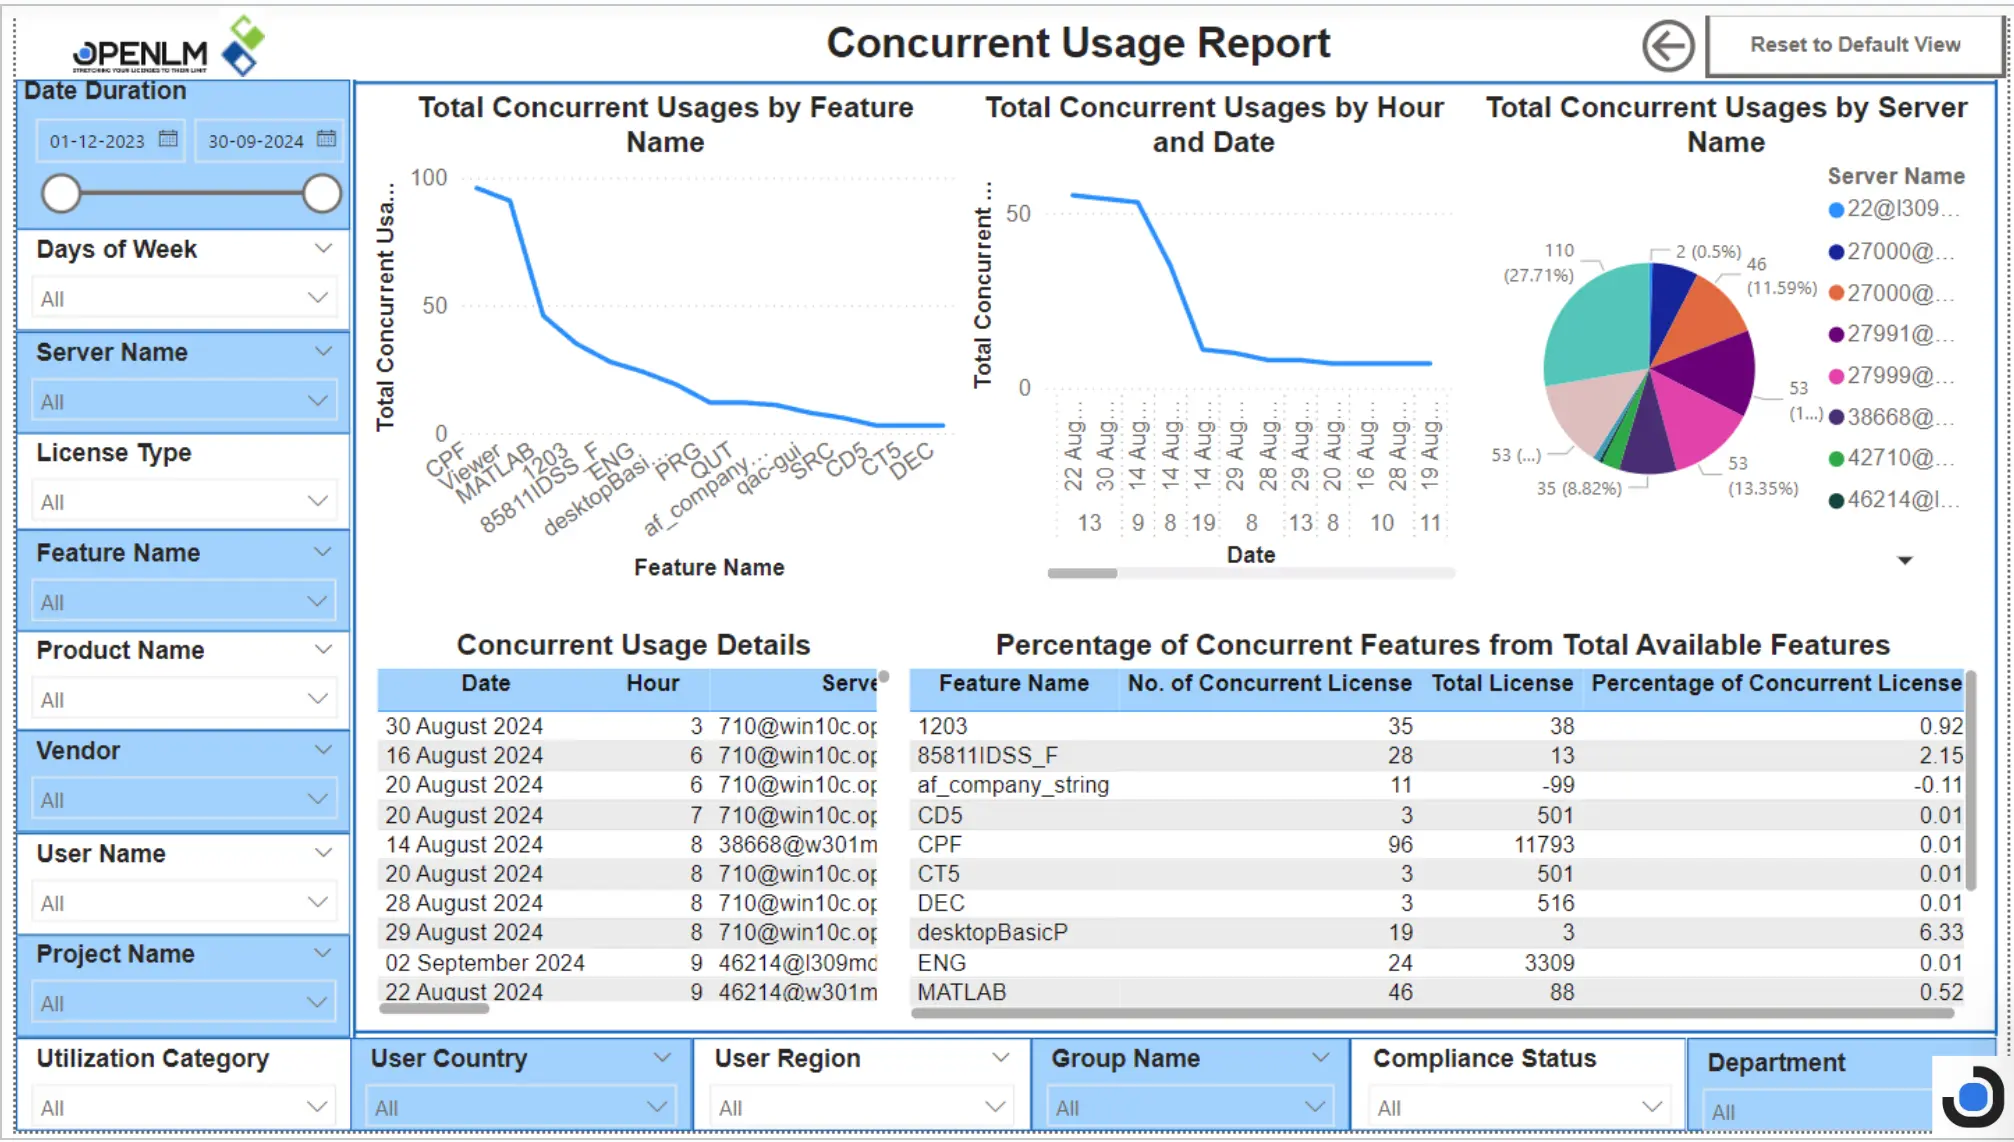 OPENLM
STRETCHING YOUR LICENSES TO THEIR LIMIT
Concurrent Usage Report
Reset to Default View
Date Duration
01-12-2023
30-09-2024
Days of Week
All
Server Name
All
License Type
All
Feature Name
All
Product Name
All
Vendor
All
User Name
All
Project Name
All
Total Concurrent Usages by Feature
Name
Total Concurrent Usa...
100
50
0
CPF
Viewer
MATLAB
1203
85811IDSS_F
ENG
desktopBasi...
PRG
QUT
af_company...
qac-gui
SRC
CD5
CT5
DEC
Feature Name
Total Concurrent Usages by Hour
and Date
Total Concurrent ...
50
0
22 Aug...
30 Aug...
14 Aug...
14 Aug...
14 Aug...
29 Aug...
28 Aug...
29 Aug...
20 Aug...
16 Aug...
28 Aug...
19 Aug...
13 9 8 19 8 13 8 10 11
Date
Total Concurrent Usages by Server
Name
110
(27.71%)
2 (0.5%)
46
(11.59%)
53
(1...)
53
(13.35%)
35 (8.82%)
53 (...)
Server Name
22@l309...
27000@...
27000@...
27991@...
27999@...
38668@...
42710@...
46214@l...
Concurrent Usage Details
Date Hour Serve
30 August 2024 3 710@win10c.op
16 August 2024 6 710@win10c.op
20 August 2024 6 710@win10c.op
20 August 2024 7 710@win10c.op
14 August 2024 8 38668@w301m
20 August 2024 8 710@win10c.op
28 August 2024 8 710@win10c.op
29 August 2024 8 710@win10c.op
02 September 2024 9 46214@l309md
22 August 2024 9 46214@w301m
Percentage of Concurrent Features from Total Available Features
Feature Name No. of Concurrent License Total License Percentage of Concurrent License
1203 35 38 0.92
85811IDSS_F 28 13 2.15
af_company_string 11 -99 -0.11
CD5 3 501 0.01
CPF 96 11793 0.01
CT5 3 501 0.01
DEC 3 516 0.01
desktopBasicP 19 3 6.33
ENG 24 3309 0.01
MATLAB 46 88 0.52
Utilization Category
All
User Country
All
User Region
All
Group Name
All
Compliance Status
All
Department
All